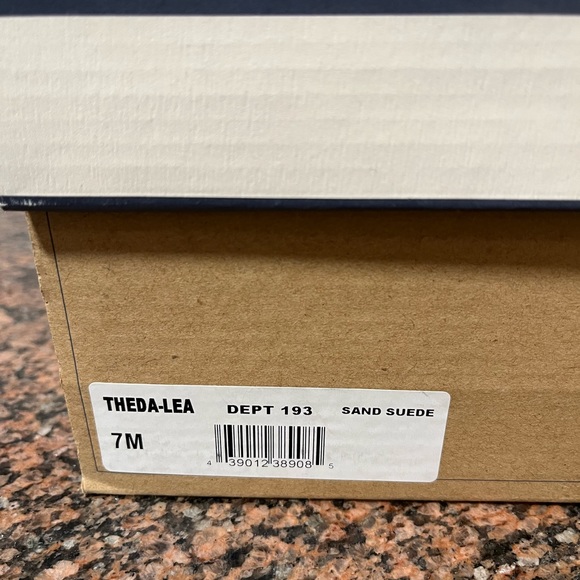 THEDA-LEA DEPT 193 SAND SUEDE
7M
4 39012 38908 5